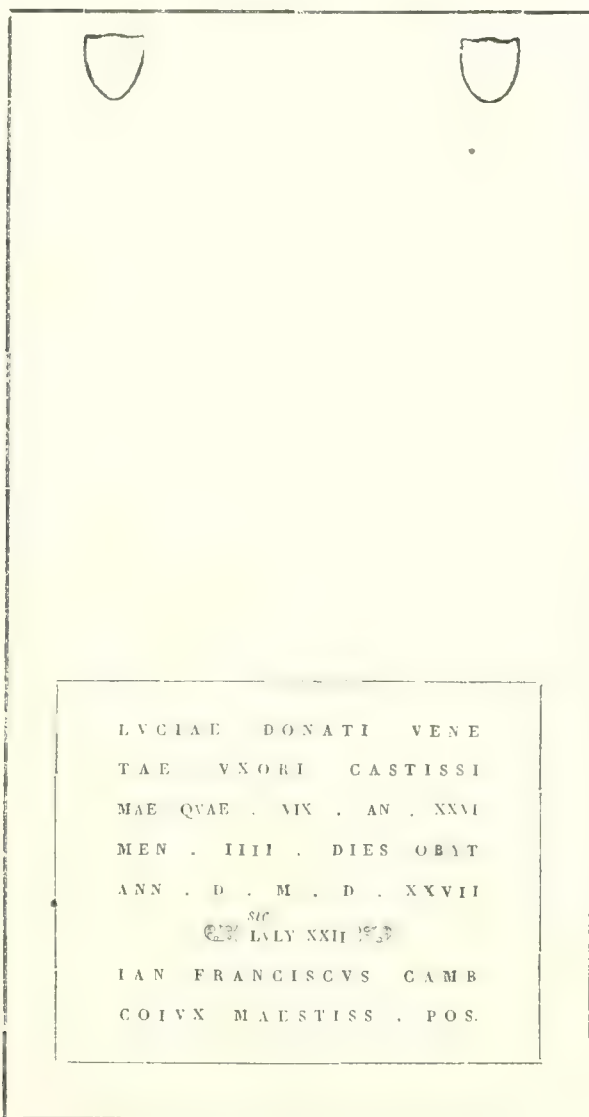 LVCIAE DONATI VENE
TAE VXORI CASTISSI
MAE QVAE . VIX . AN . XXVI
MEN . IIII . DIES OBYT
ANN . D . M . D . XXVII
sic
LVLY XXII
IAN FRANCISCVS CAMB
COIVX MAESTISS . POS.